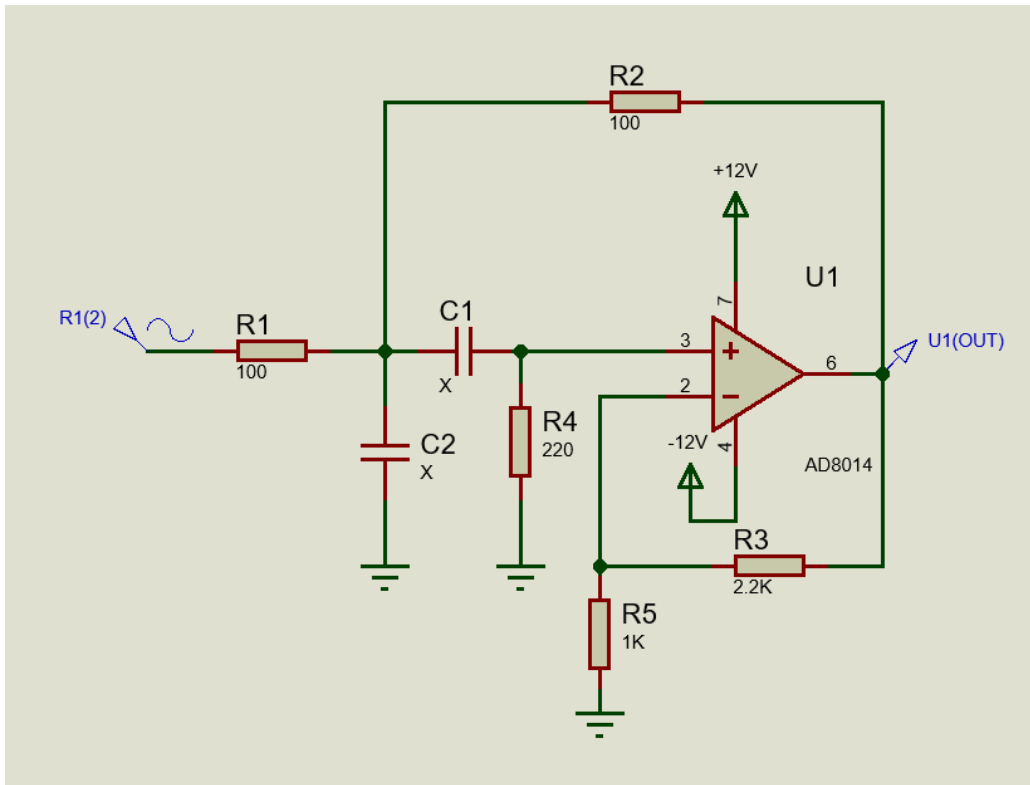 R2
100
+12V
U1
R1(2)
R1
100
C1
X
3
2
7
6
4
U1(OUT)
C2
X
R4
220
-12V
AD8014
R3
2.2K
R5
1K